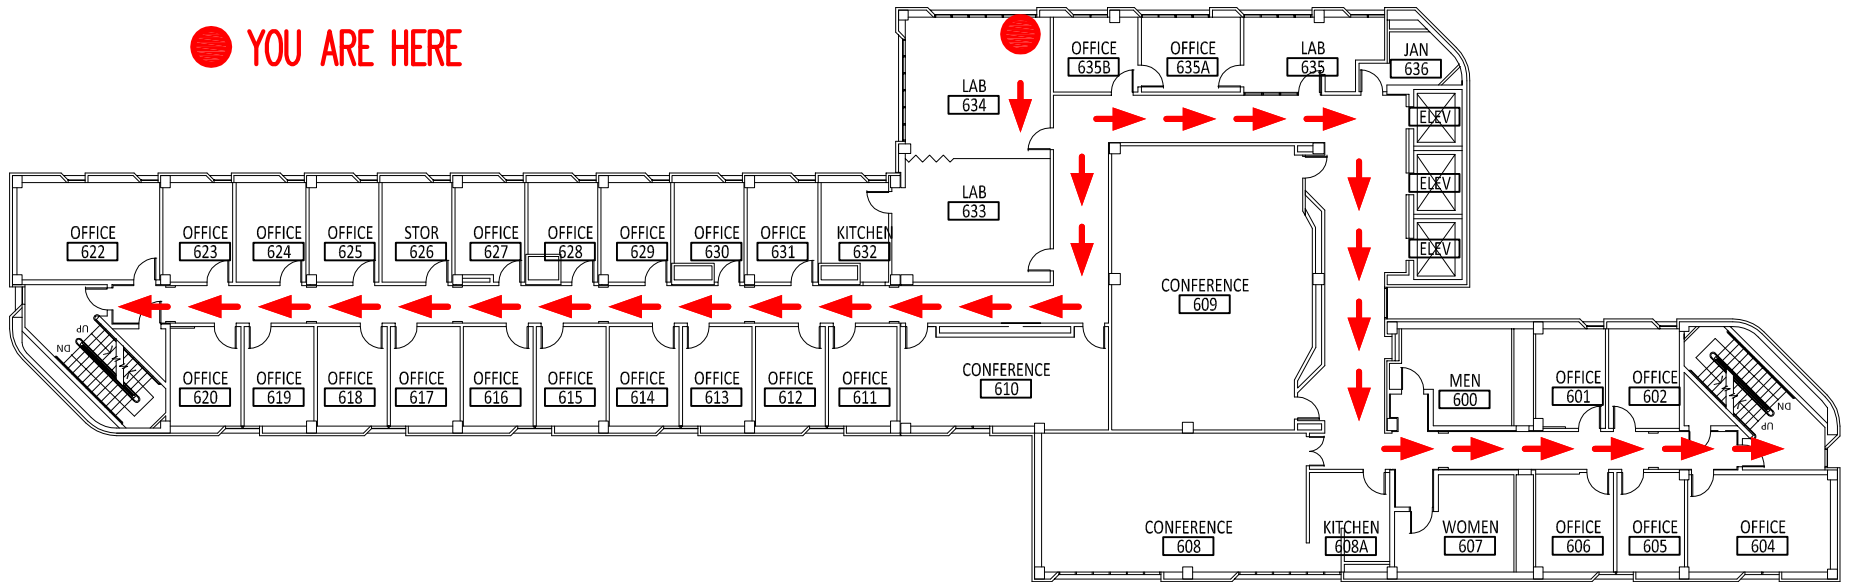 YOU ARE HERE
OFFICE
635B
OFFICE
635A
LAB
635
JAN
636
LAB
634
ELEV
ELEV
ELEV
LAB
633
OFFICE
622
OFFICE
623
OFFICE
624
OFFICE
625
STOR
626
OFFICE
627
OFFICE
628
OFFICE
629
OFFICE
630
OFFICE
631
KITCHEN
632
CONFERENCE
609
UP
DN
OFFICE
620
OFFICE
619
OFFICE
618
OFFICE
617
OFFICE
616
OFFICE
615
OFFICE
614
OFFICE
613
OFFICE
612
OFFICE
611
CONFERENCE
610
MEN
600
OFFICE
601
OFFICE
602
DN
UP
CONFERENCE
608
KITCHEN
608A
WOMEN
607
OFFICE
606
OFFICE
605
OFFICE
604